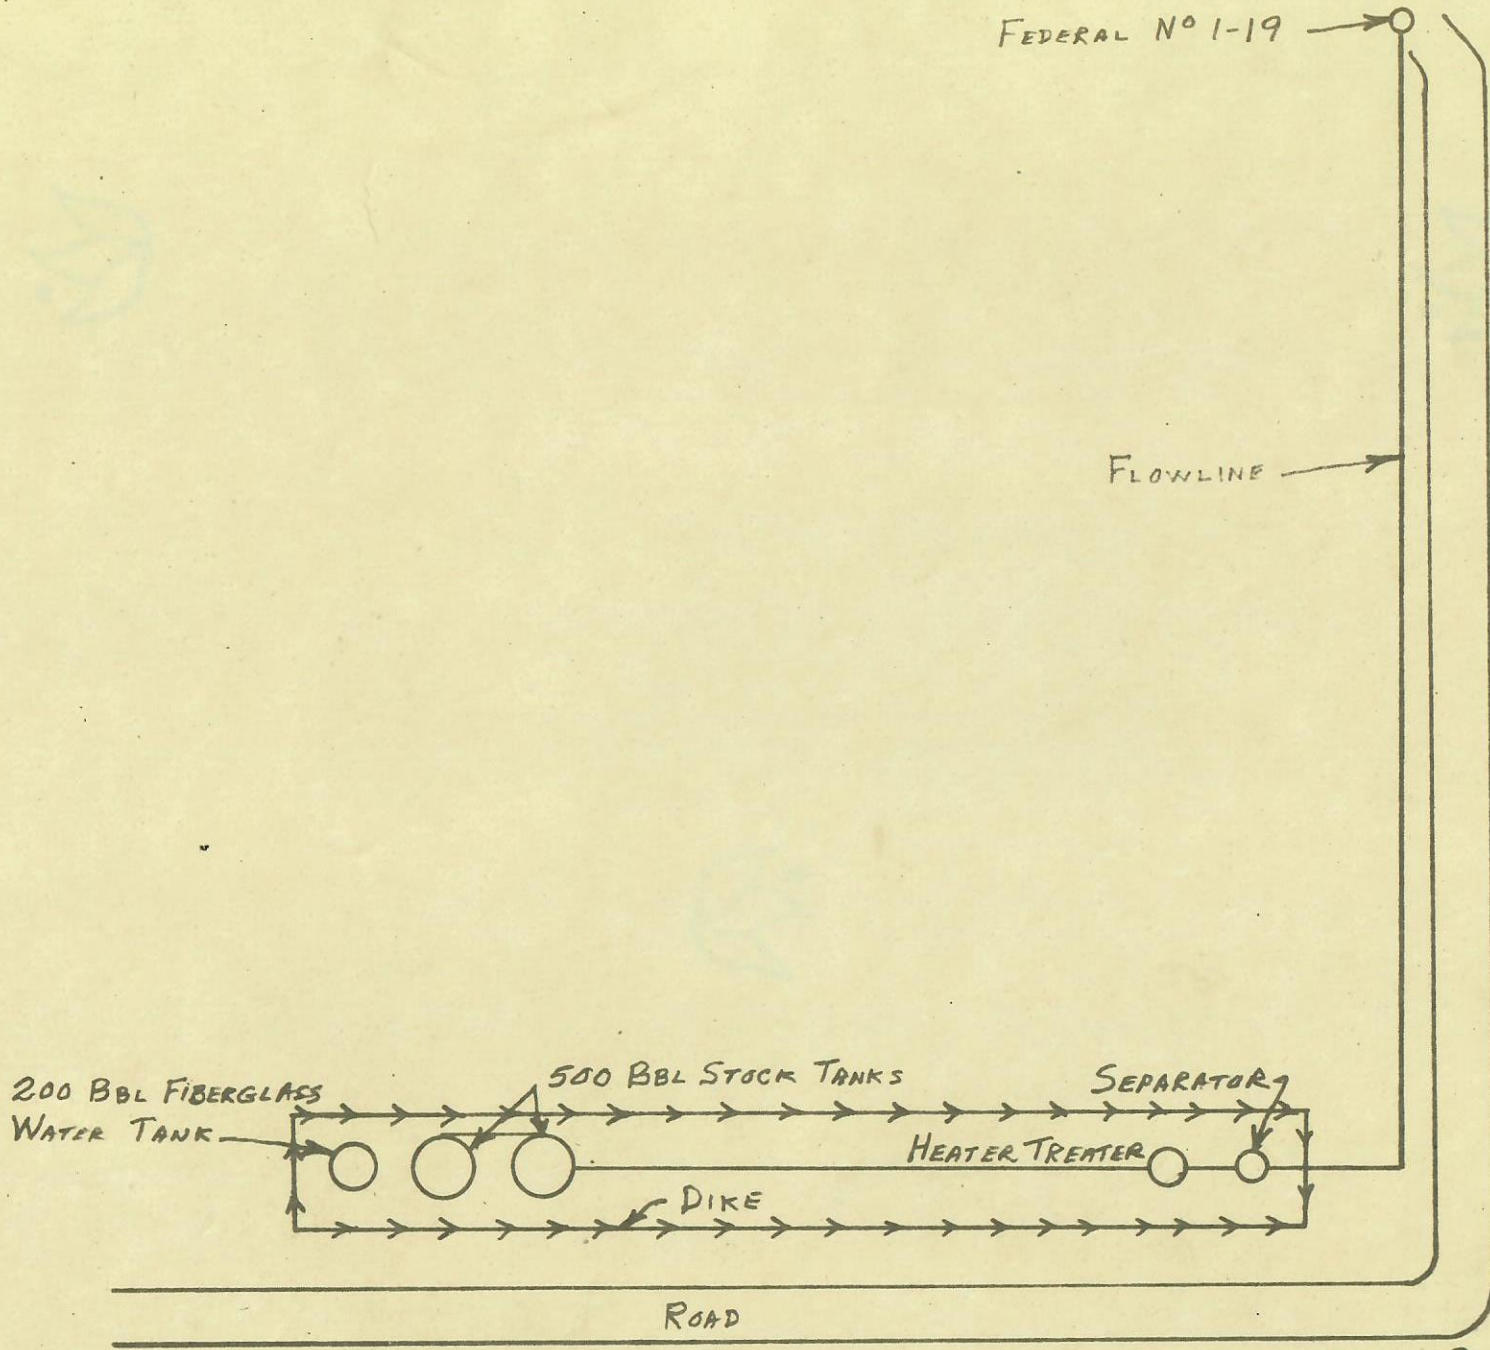 FEDERAL Nº 1-19
FLOWLINE
200 BBL FIBERGLASS
WATER TANK
500 BBL STOCK TANKS
SEPARATOR
HEATER TREATER
DIKE
ROAD